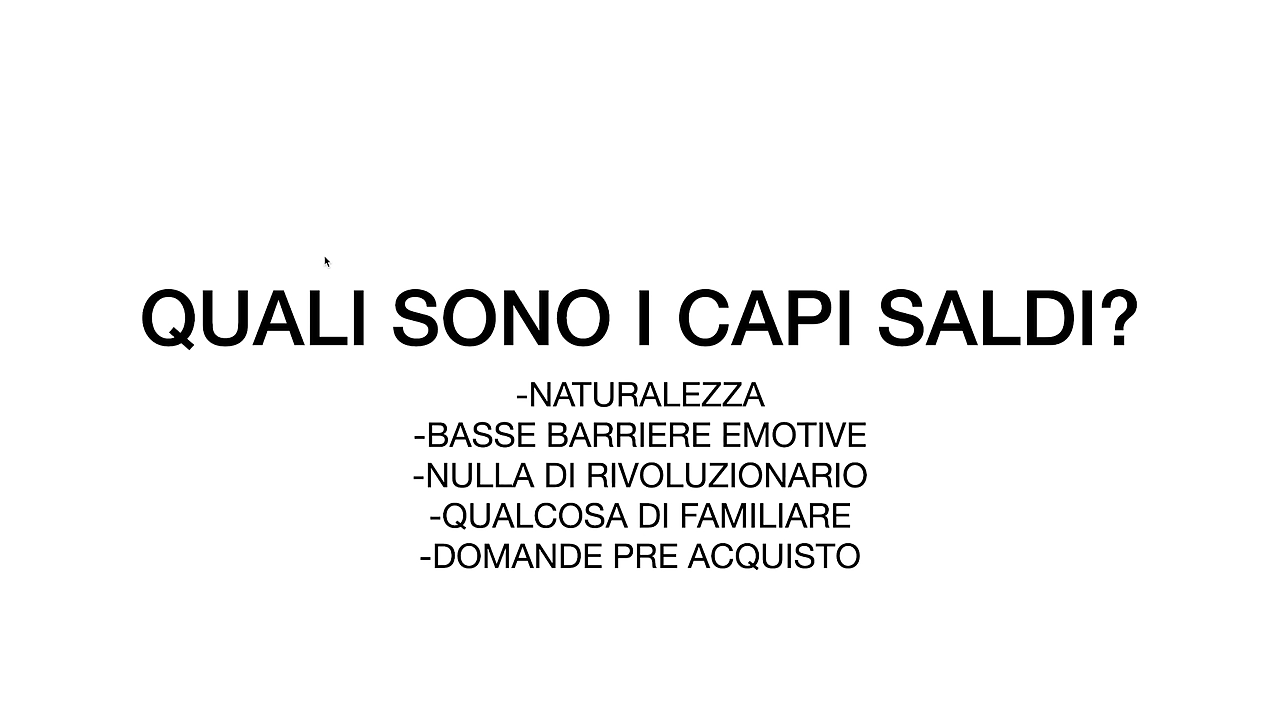 QUALI SONO I CAPI SALDI?
-NATURALEZZA
-BASSE BARRIERE EMOTIVE
-NULLA DI RIVOLUZIONARIO
-QUALCOSA DI FAMILIARE
-DOMANDE PRE ACQUISTO